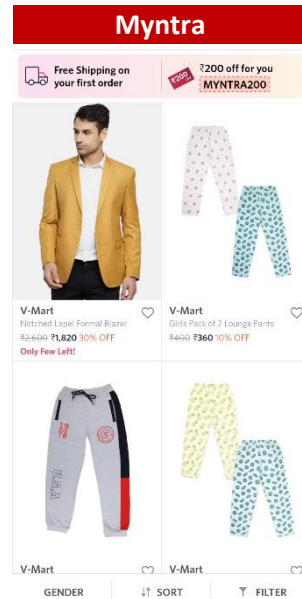 Myntra
Free Shipping on
your first order
₹200
₹200 off for you
MYNTRA200
V-Mart
Notched Lapel Formal Blazer
₹2,600 ₹1,820 30% OFF
Only Few Left!
V-Mart
Girls Pack of 2 Lounge Pants
₹400 ₹360 10% OFF
V-Mart
V-Mart
GENDER
SORT
FILTER